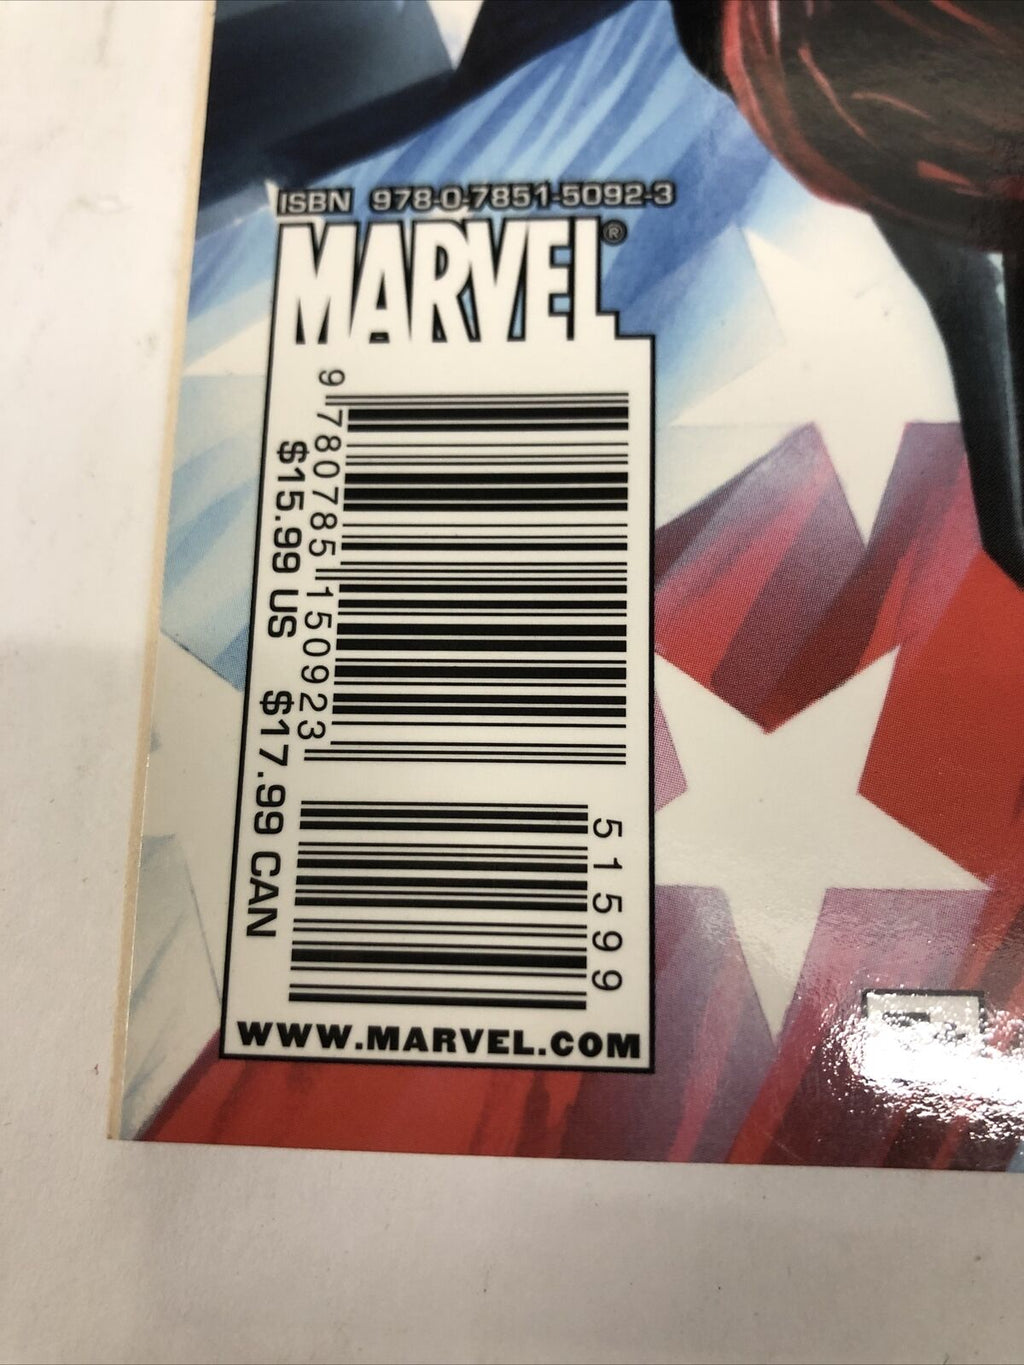 ISBN 978-0-7851-5092-3
MARVEL®
9 780785 150923
$15.99 US $17.99 CAN
51599
WWW.MARVEL.COM